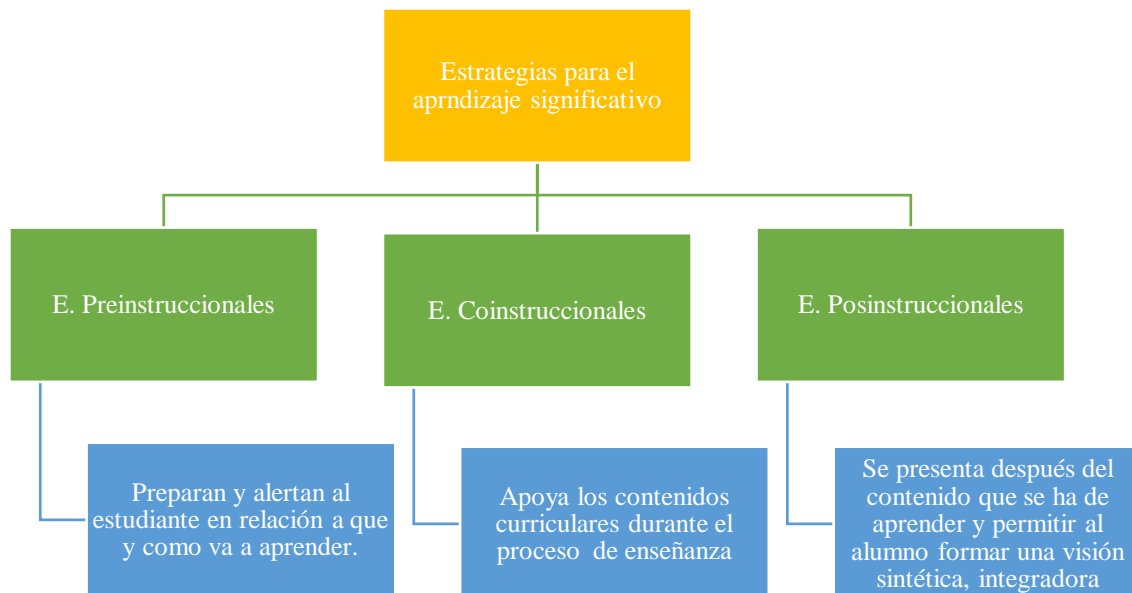 Estrategias para el
aprndizaje significativo
E. Preinstruccionales
E. Coinstruccionales
E. Posinstruccionales
Preparan y alertan al
estudiante en relación a que
y como va a aprender.
Apoya los contenidos
curriculares durante el
proceso de enseñanza
Se presenta después del
contenido que se ha de
aprender y permitir al
alumno formar una visión
sintética, integradora